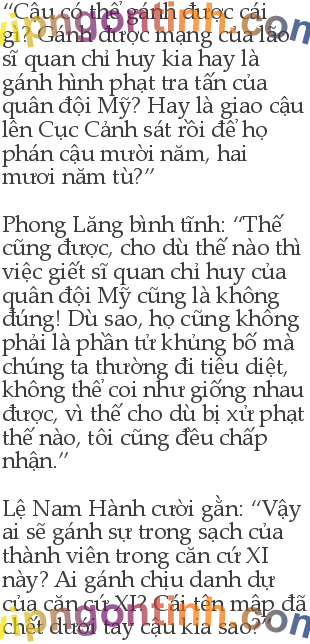 “Cậu có thể gánh được cái
gì? Gánh được mạng của lão
sĩ quan chỉ huy kia hay là
gánh hình phạt tra tấn của
quân đội Mỹ? Hay là giao cậu
lên Cục Cảnh sát rồi để họ
phán cậu mười năm, hai
mươi năm tù?”
Phong Lăng bình tĩnh: “Thế
cũng được, cho dù thế nào thì
việc giết sĩ quan chỉ huy của
quân đội Mỹ cũng là không
đúng! Dù sao, họ cũng không
phải là phần tử khủng bố mà
chúng ta thường đi tiêu diệt,
không thể coi như giống nhau
được, vì thế cho dù bị xử phạt
thế nào, tôi cũng đều chấp
nhận.”
Lệ Nam Hành cười gằn: “Vậy
ai sẽ gánh sự trong sạch của
thành viên trong căn cứ XI
này? Ai gánh chịu danh dự
của căn cứ XI? Cái tên mập đã
chết dưới tay cậu kia sao?”